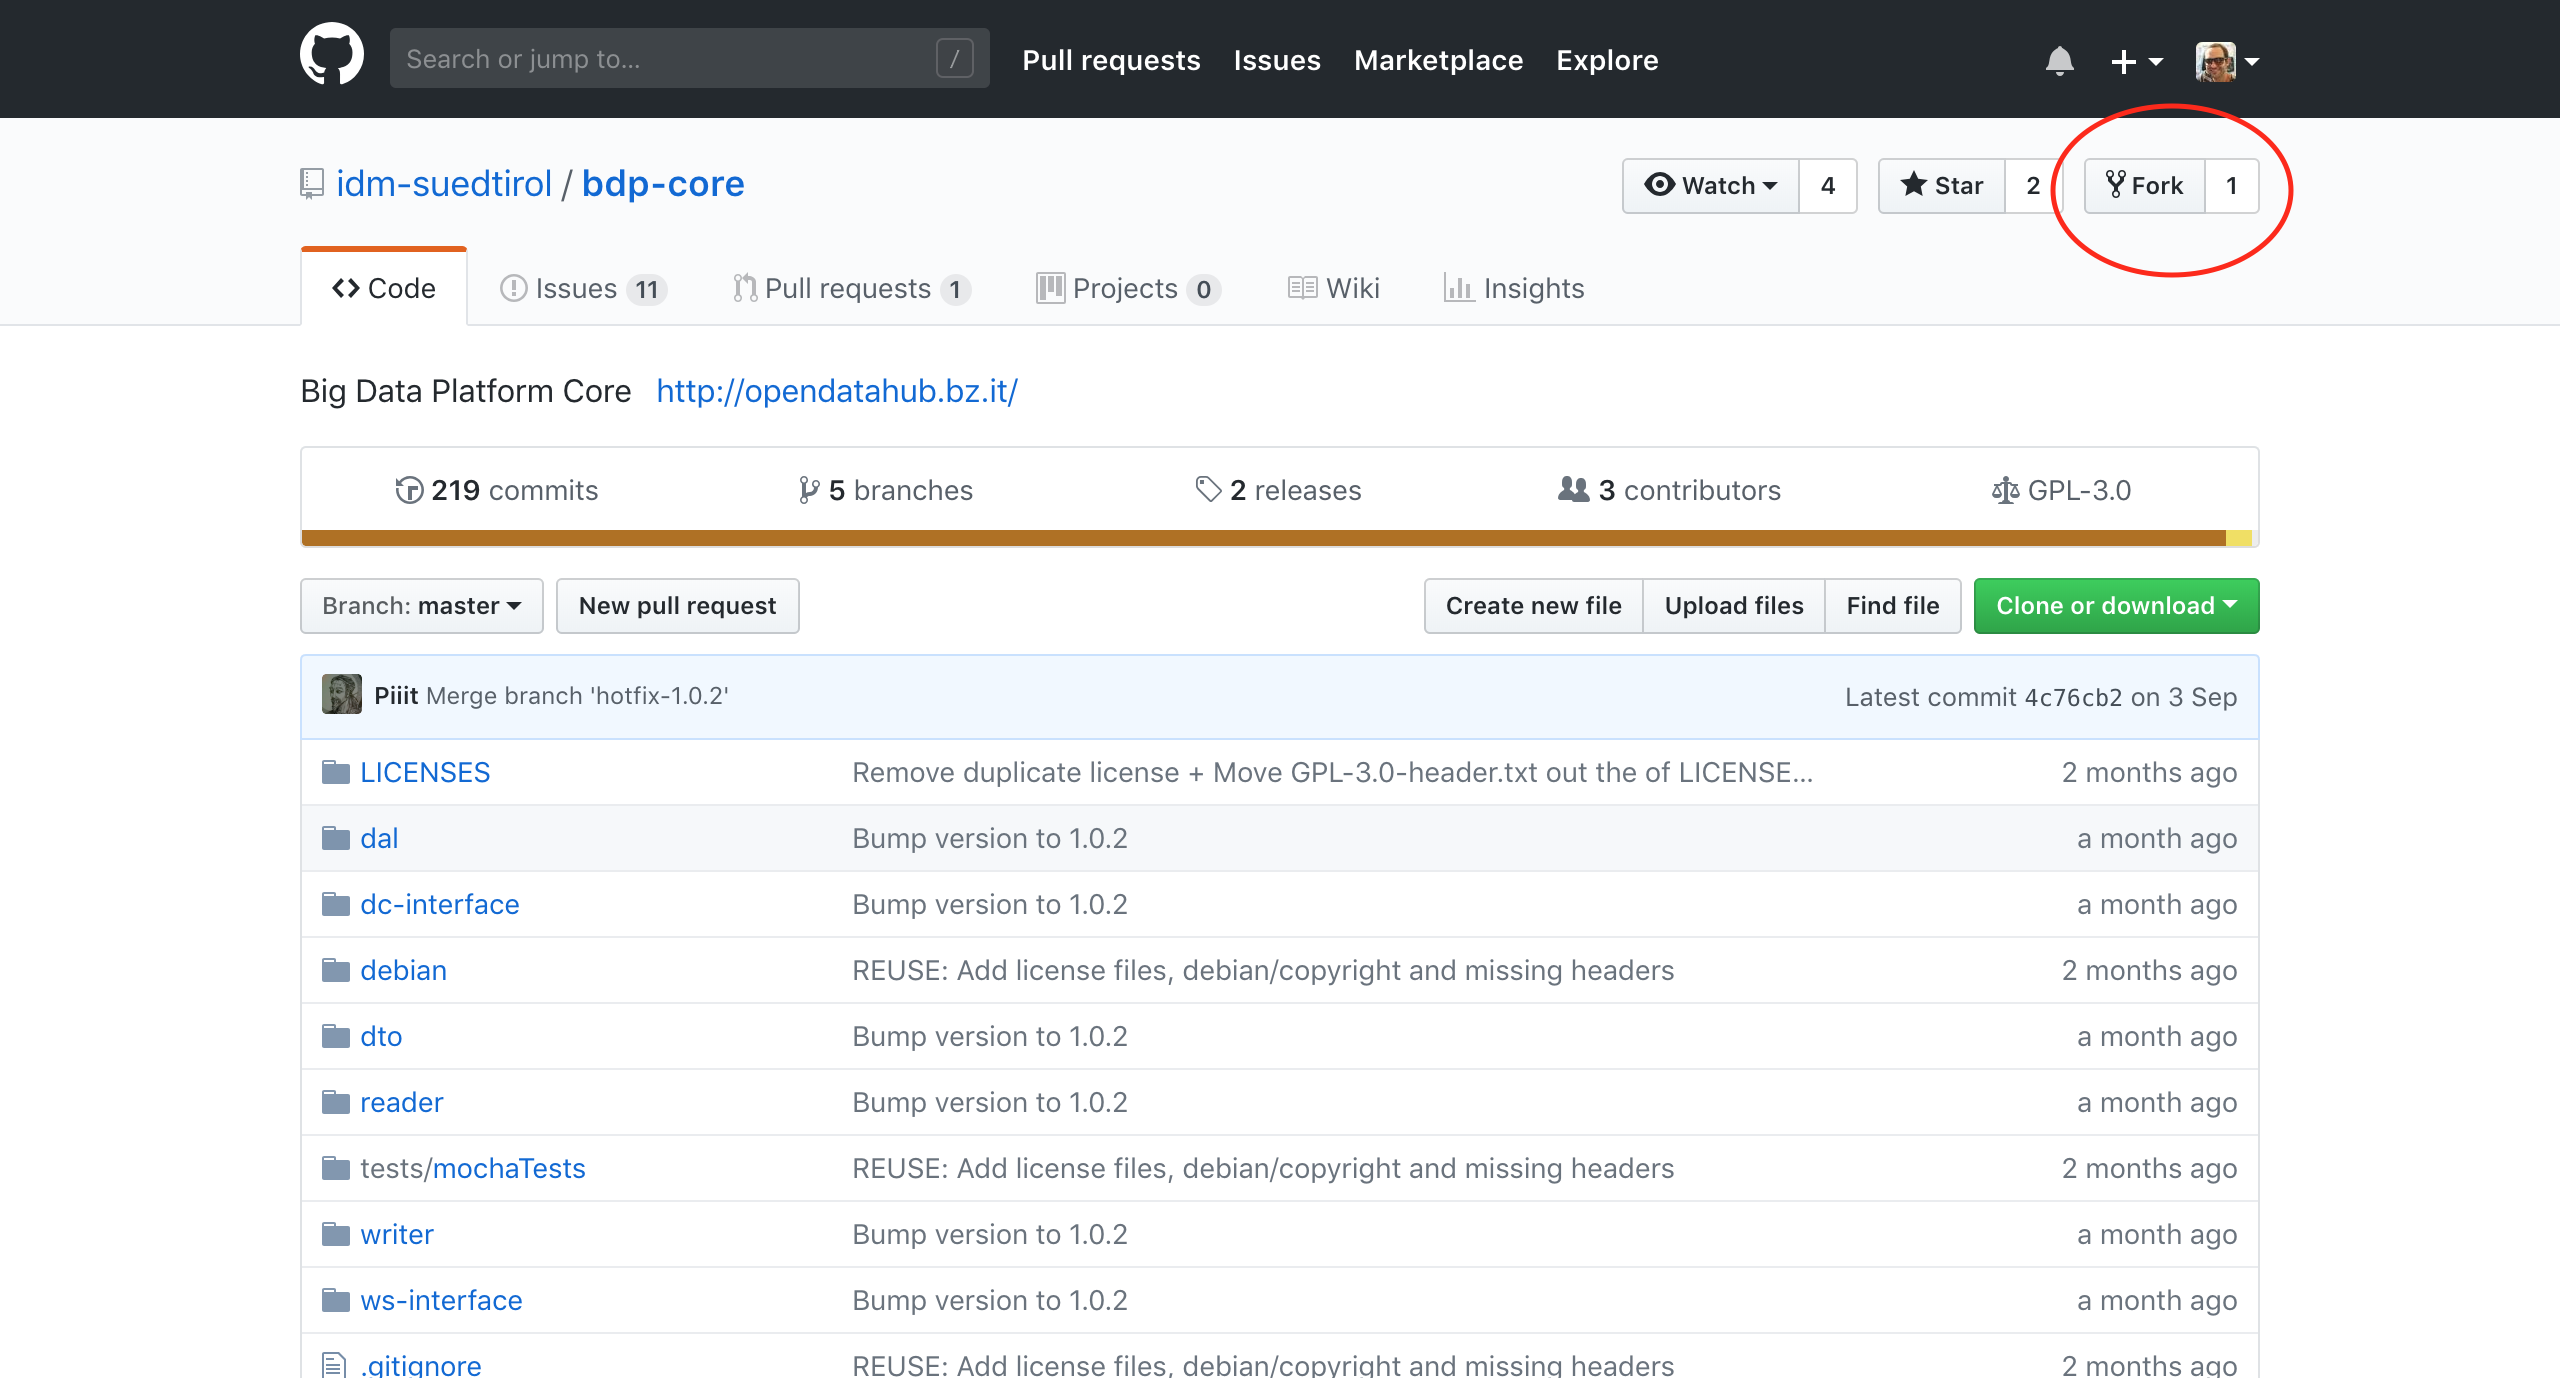 Search or jump to... / Pull requests Issues Marketplace Explore
idm-suedtirol / bdp-core Watch 4 Star 2 Fork 1
Code Issues 11 Pull requests 1 Projects 0 Wiki Insights
Big Data Platform Core http://opendatahub.bz.it/
219 commits 5 branches 2 releases 3 contributors GPL-3.0
Branch: master New pull request Create new file Upload files Find file Clone or download
Piiit Merge branch 'hotfix-1.0.2' Latest commit 4c76cb2 on 3 Sep
LICENSES Remove duplicate license + Move GPL-3.0-header.txt out the of LICENSE... 2 months ago
dal Bump version to 1.0.2 a month ago
dc-interface Bump version to 1.0.2 a month ago
debian REUSE: Add license files, debian/copyright and missing headers 2 months ago
dto Bump version to 1.0.2 a month ago
reader Bump version to 1.0.2 a month ago
tests/mochaTests REUSE: Add license files, debian/copyright and missing headers 2 months ago
writer Bump version to 1.0.2 a month ago
ws-interface Bump version to 1.0.2 a month ago
.gitignore REUSE: Add license files, debian/copyright and missing headers 2 months ago